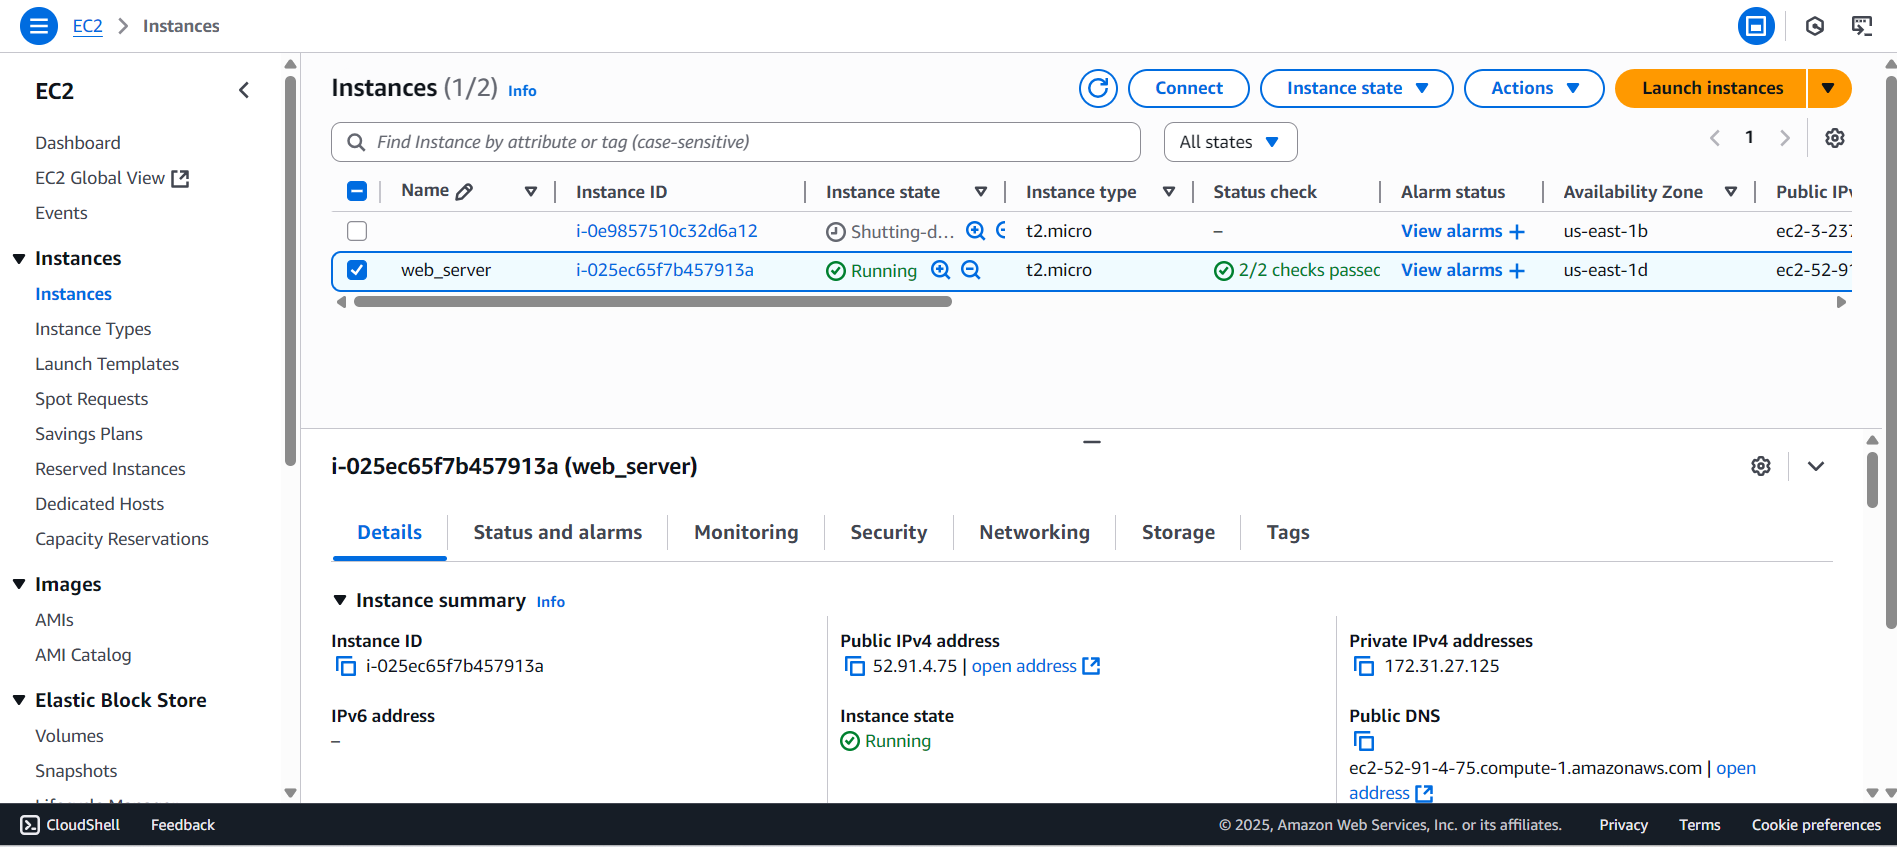 EC2 > Instances
EC2
Dashboard
EC2 Global View
Events
Instances
Instances
Instance Types
Launch Templates
Spot Requests
Savings Plans
Reserved Instances
Dedicated Hosts
Capacity Reservations
Images
AMIs
AMI Catalog
Elastic Block Store
Volumes
Snapshots
Instances (1/2) Info
Connect
Instance state
Actions
Launch instances
Find Instance by attribute or tag (case-sensitive)
All states
1
Name Instance ID Instance state Instance type Status check Alarm status Availability Zone Public IPv
i-0e9857510c32d6a12 Shutting-d... t2.micro – View alarms + us-east-1b ec2-3-237
web_server i-025ec65f7b457913a Running t2.micro 2/2 checks passed View alarms + us-east-1d ec2-52-91
i-025ec65f7b457913a (web_server)
Details Status and alarms Monitoring Security Networking Storage Tags
Instance summary Info
Instance ID
i-025ec65f7b457913a
Public IPv4 address
52.91.4.75 | open address
Private IPv4 addresses
172.31.27.125
IPv6 address
–
Instance state
Running
Public DNS
ec2-52-91-4-75.compute-1.amazonaws.com | open
address
CloudShell Feedback © 2025, Amazon Web Services, Inc. or its affiliates. Privacy Terms Cookie preferences